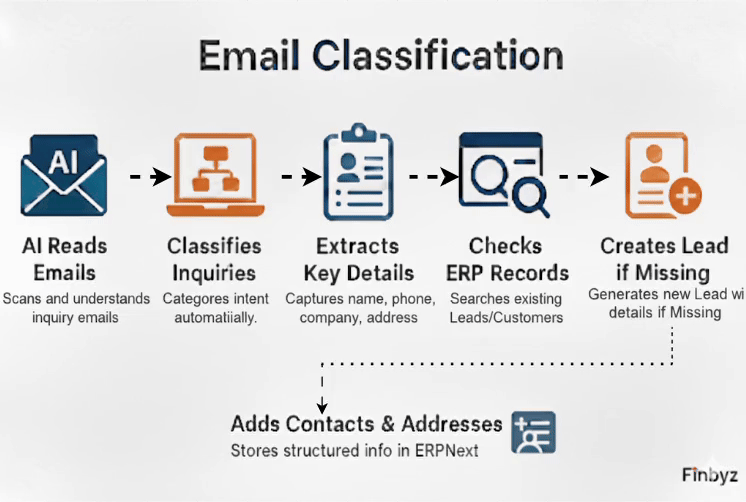 Email Classification
AI
AI Reads
Emails
Scans and understands
inquiry emails
Classifies
Inquiries
Categores intent
automatiially.
Extracts
Key Details
Captures name, phone,
company, address
Checks
ERP Records
Searches existing
Leads/Customers
Creates Lead
if Missing
Generates new Lead wi
details if Missing
Adds Contacts & Addresses
Stores structured info in ERPNext
Finbyz